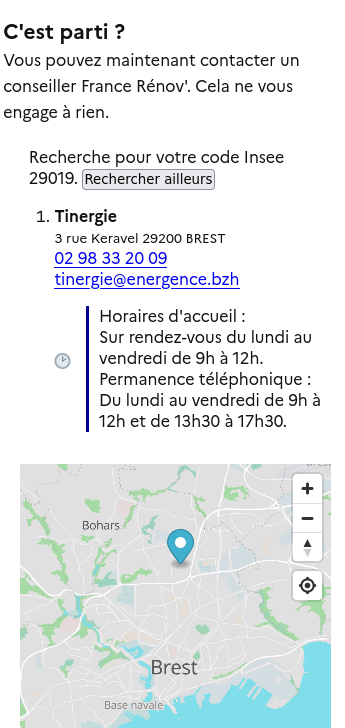 C'est parti ?
Vous pouvez maintenant contacter un
conseiller France Rénov'. Cela ne vous
engage à rien.
Recherche pour votre code Insee
29019. Rechercher ailleurs
1. Tinergie
3 rue Keravel 29200 BREST
02 98 33 20 09
tinergie@energence.bzh
Horaires d'accueil :
Sur rendez-vous du lundi au
vendredi de 9h à 12h.
Permanence téléphonique :
Du lundi au vendredi de 9h à
12h et de 13h30 à 17h30.
Bohars
Brest
Base navale